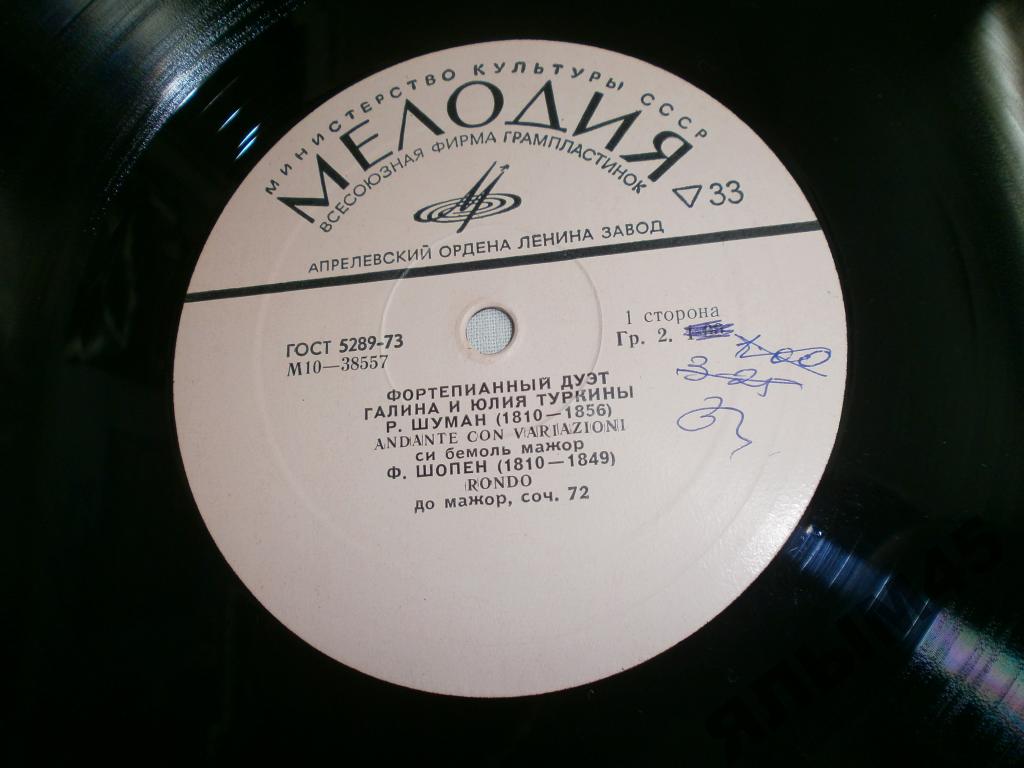 МИНИСТЕРСТВО КУЛЬТУРЫ СССР
МЕЛОДИЯ
ВСЕСОЮЗНАЯ ФИРМА ГРАМПЛАСТИНОК
33
АПРЕЛЕВСКИЙ ОРДЕНА ЛЕНИНА ЗАВОД
1 сторона
ГОСТ 5289-73
Гр. 2.
М10—38557
3-25
ФОРТЕПИАННЫЙ ДУЭТ
ГАЛИНА И ЮЛИЯ ТУРКИНЫ
Р. ШУМАН (1810—1856)
ANDANTE CON VARIAZIONI
си бемоль мажор
Ф. ШОПЕН (1810—1849)
RONDO
до мажор, соч. 72